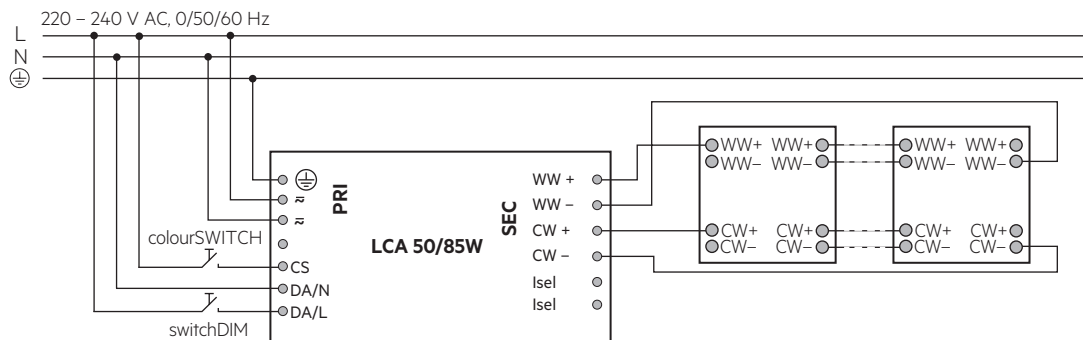 220 – 240 V AC, 0/50/60 Hz
L
N
WW+ WW+ WW+ WW+
WW– WW– WW– WW–
CW+ CW+ CW+ CW+
CW– CW– CW– CW–
PRI
≂
≂
colourSWITCH
CS
DA/N
DA/L
switchDIM
LCA 50/85W
SEC
WW +
WW –
CW +
CW –
Isel
Isel